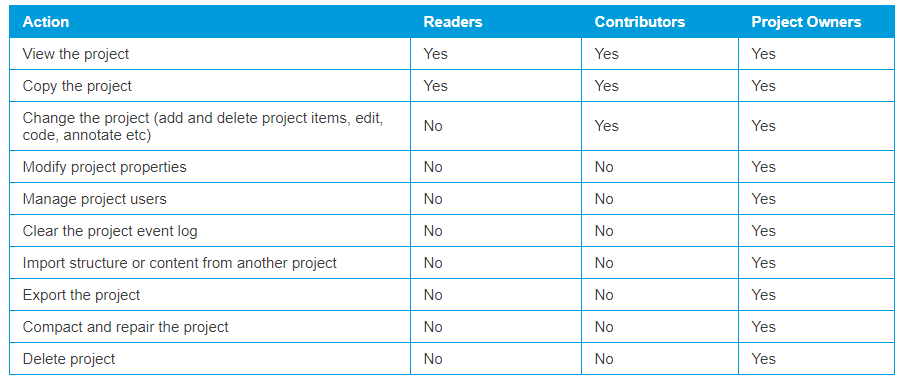 Action Readers Contributors Project Owners
View the project Yes Yes Yes
Copy the project Yes Yes Yes
Change the project (add and delete project items, edit,
code, annotate etc) No Yes Yes
Modify project properties No No Yes
Manage project users No No Yes
Clear the project event log No No Yes
Import structure or content from another project No No Yes
Export the project No No Yes
Compact and repair the project No No Yes
Delete project No No Yes